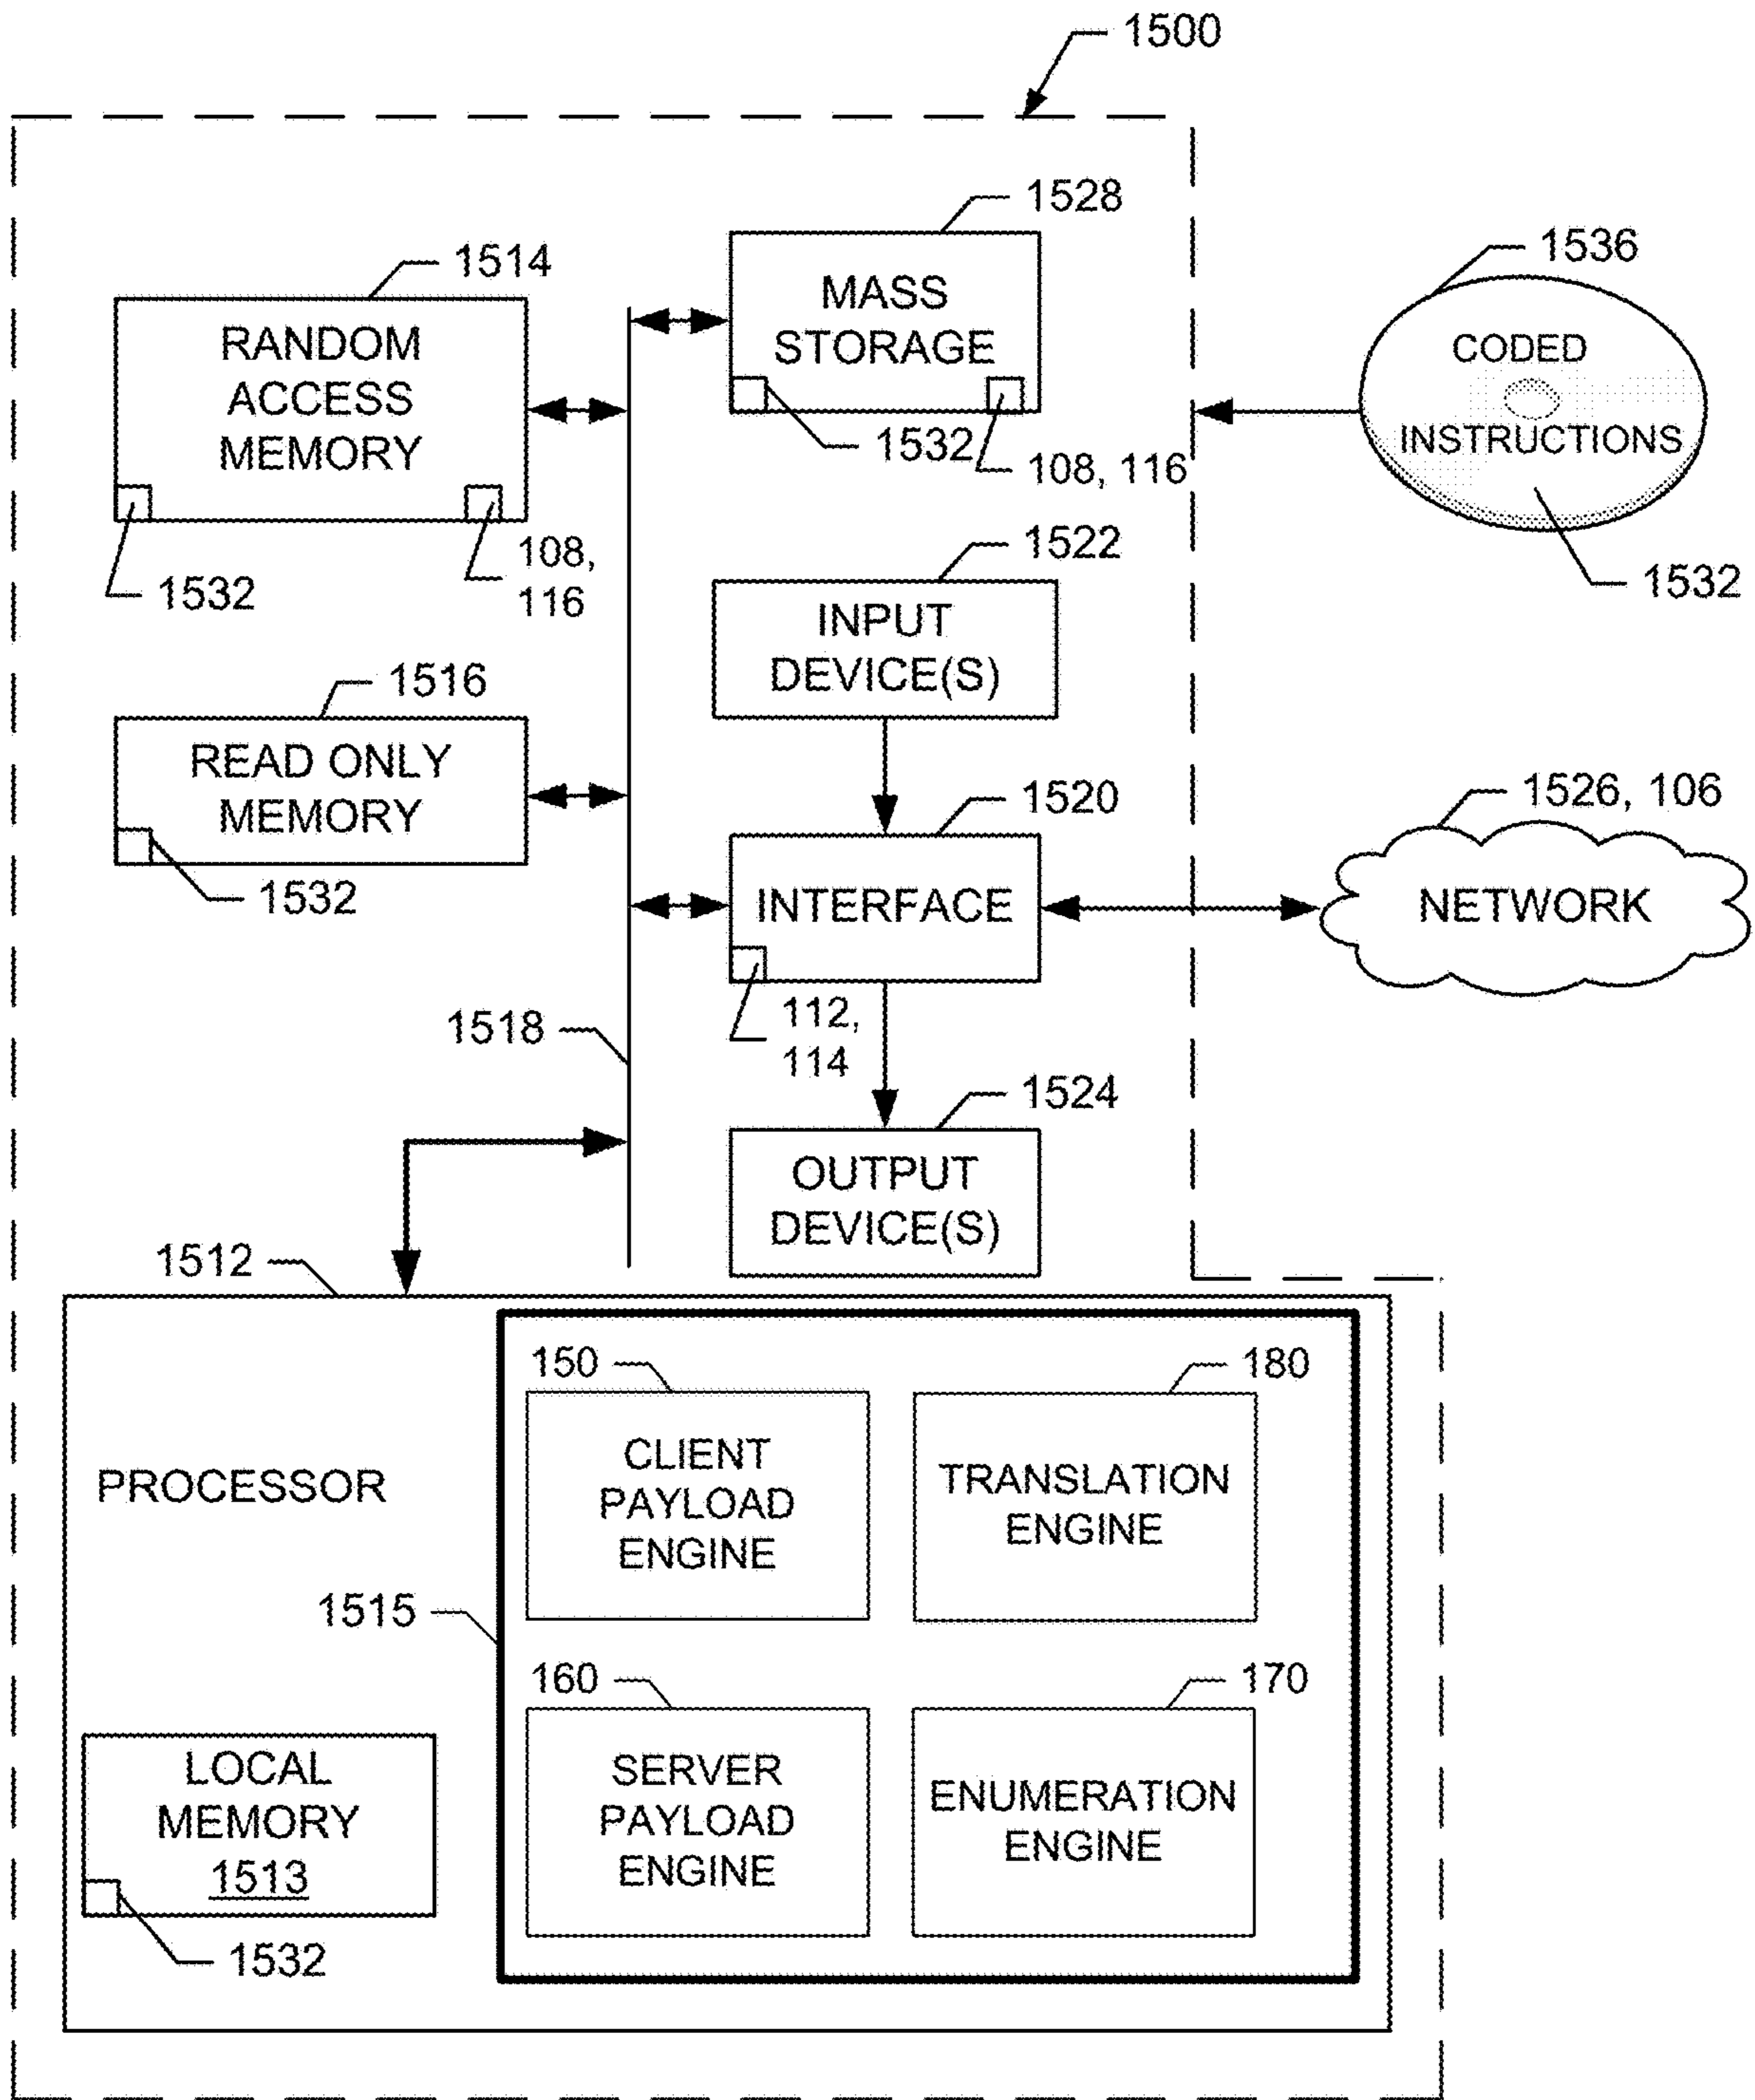 1500
1528
MASS
STORAGE
1532
108, 116
1514
RANDOM
ACCESS
MEMORY
1532
108,
116
1536
CODED
INSTRUCTIONS
1532
1522
INPUT
DEVICE(S)
1516
READ ONLY
MEMORY
1532
1520
INTERFACE
112,
114
1526, 106
NETWORK
1518
1524
OUTPUT
DEVICE(S)
1512
PROCESSOR
1515
150
CLIENT
PAYLOAD
ENGINE
180
TRANSLATION
ENGINE
160
SERVER
PAYLOAD
ENGINE
170
ENUMERATION
ENGINE
LOCAL
MEMORY
1513
1532